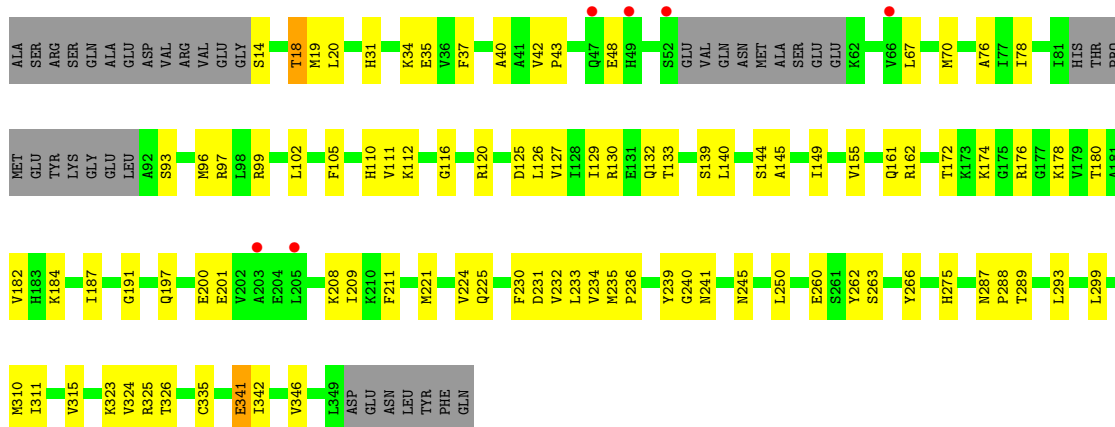 ALA SER ARG SER GLN ALA GLU ASP VAL ARG VAL GLU GLY S14 T18 M19 L20 H31 K34 E35 V36 F37 A40 A41 V42 P43 Q47 E48 H49 S52 GLU VAL GLN ASN MET ALA SER GLU GLU K62 V66 L67 M70 A76 I77 I78 I81 HIS THR PRO
MET GLU TYR LYS GLY GLU LEU A92 S93 M96 R97 L98 R99 L102 F105 H110 V111 K112 G116 R120 D125 L126 V127 I128 I129 R130 E131 Q132 T133 S139 L140 S144 A145 I149 V155 Q161 R162 T172 K173 K174 G175 R176 G177 K178 V179 T180 A181
V182 H183 K184 I187 G191 Q197 E200 E201 V202 A203 E204 L205 K208 I209 K210 F211 M221 V224 Q225 F230 D231 V232 L233 V234 M235 P236 Y239 G240 N241 N245 L250 E260 S261 Y262 S263 Y266 H275 N287 P288 T289 L293 L299
M310 I311 V315 K323 V324 R325 T326 C335 E341 I342 V346 L349 ASP GLU ASN LEU TYR PHE GLN